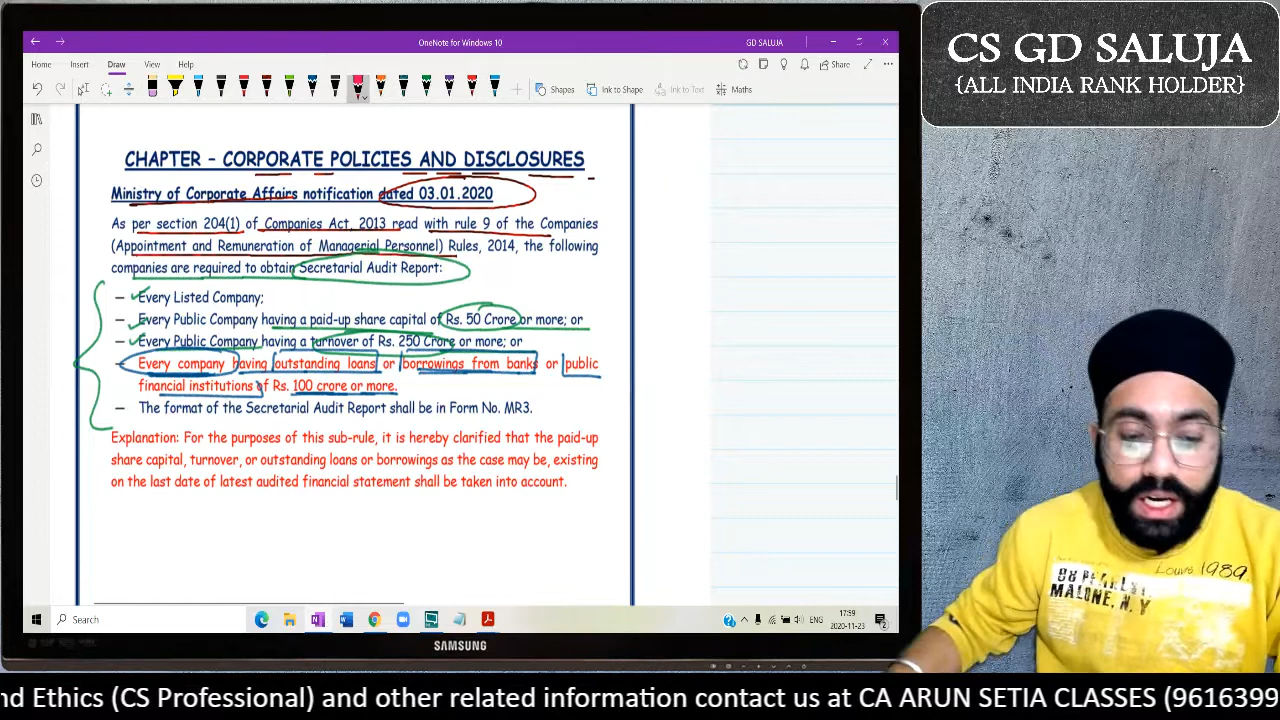 OneNote for Windows 10
GD SALUJA
Home Insert Draw View Help
Share
Shapes Ink to Shape Ink to Text Maths
CHAPTER – CORPORATE POLICIES AND DISCLOSURES
Ministry of Corporate Affairs notification dated 03.01.2020
As per section 204(1) of Companies Act, 2013 read with rule 9 of the Companies
(Appointment and Remuneration of Managerial Personnel) Rules, 2014, the following
companies are required to obtain Secretarial Audit Report:
– Every Listed Company;
– Every Public Company having a paid-up share capital of Rs. 50 Crore or more; or
– Every Public Company having a turnover of Rs. 250 Crore or more; or
– Every company having outstanding loans or borrowings from banks or public
financial institutions of Rs. 100 crore or more.
– The format of the Secretarial Audit Report shall be in Form No. MR3.
Explanation: For the purposes of this sub-rule, it is hereby clarified that the paid-up
share capital, turnover, or outstanding loans or borrowings as the case may be, existing
on the last date of latest audited financial statement shall be taken into account.
Search
ENG
17:59
2020-11-23
SAMSUNG
CS GD SALUJA
{ALL INDIA RANK HOLDER}
1989
MALONE, N.Y
nd Ethics (CS Professional) and other related information contact us at CA ARUN SETIA CLASSES (9616399